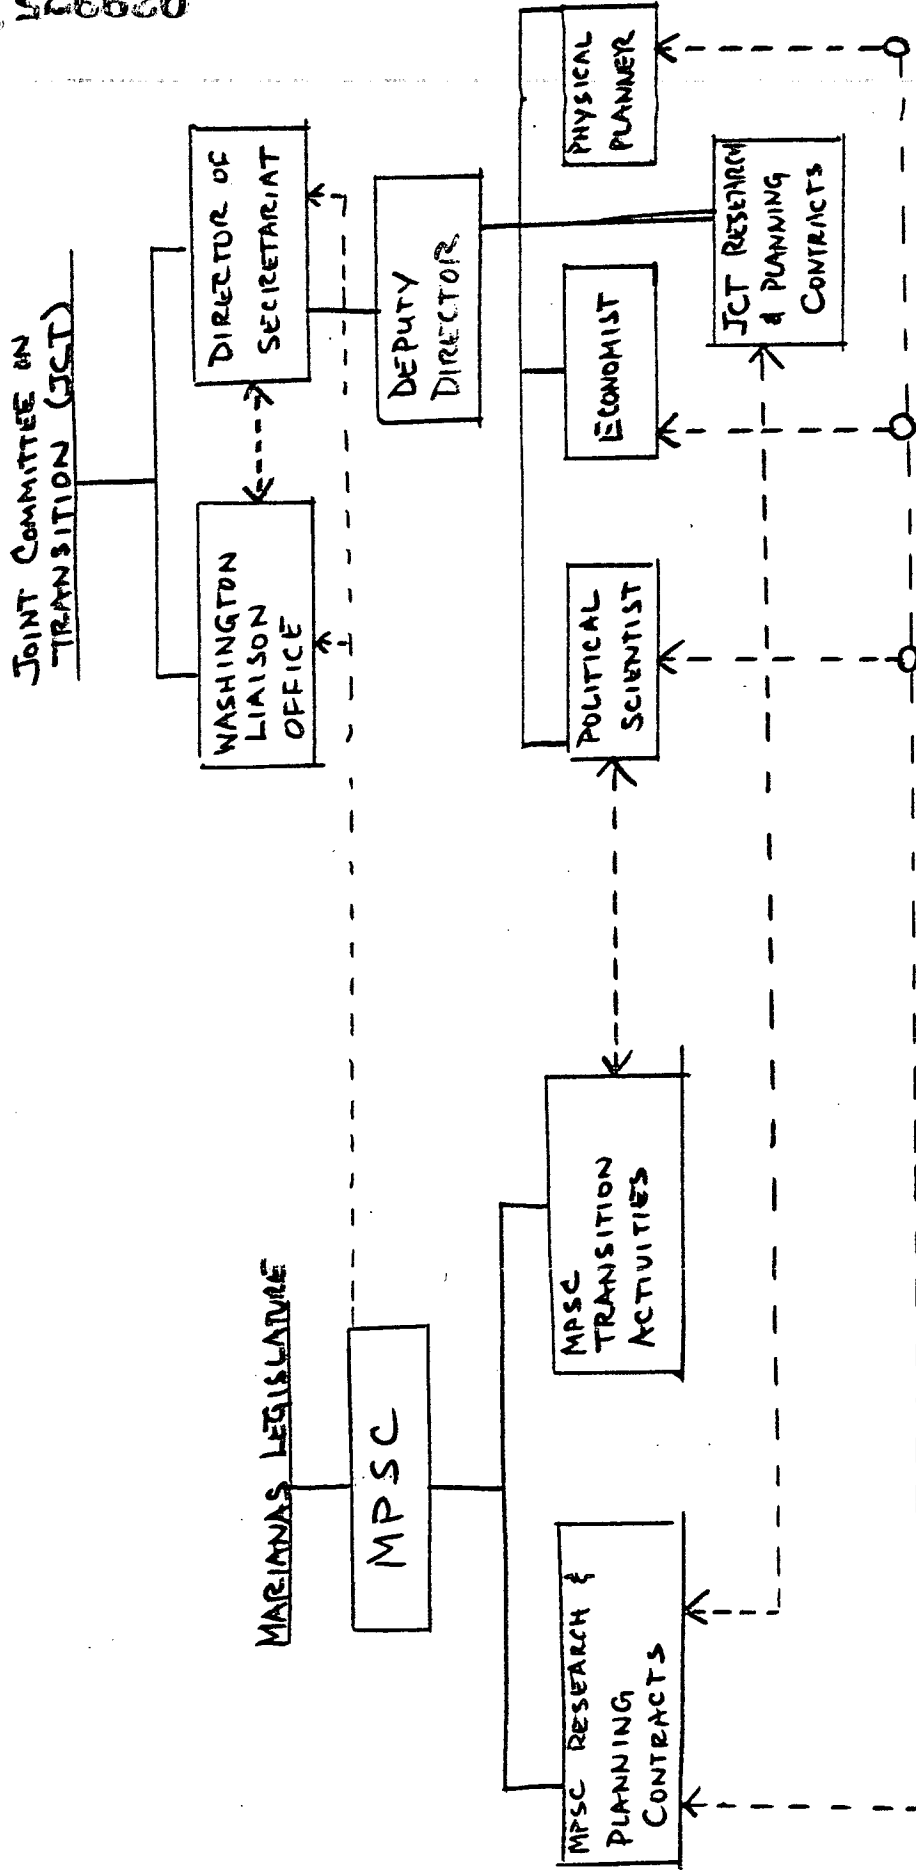 JOINT COMMITTEE ON
TRANSITION (JCT)
WASHINGTON
LIAISON
OFFICE
DIRECTOR OF
SECRETARIAT
DEPUTY
DIRECTOR
POLITICAL
SCIENTIST
ECONOMIST
PHYSICAL
PLANNER
JCT RESEARCH
& PLANNING
CONTRACTS
MARIANAS LEGISLATURE
MPSC
MPSC RESEARCH &
PLANNING
CONTRACTS
MPSC
TRANSITION
ACTIVITIES